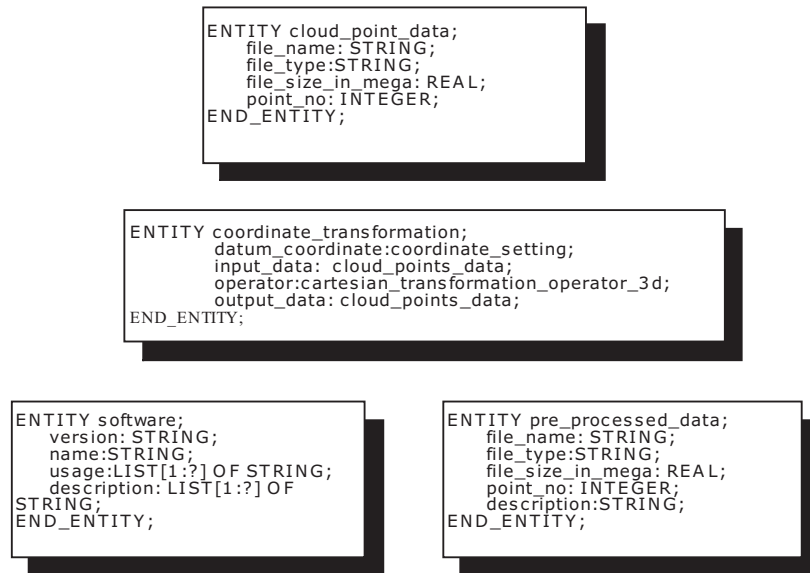 ENTITY cloud_point_data;
file_name: STRING;
file_type:STRING;
file_size_in_mega: REAL;
point_no: INTEGER;
END_ENTITY;
ENTITY coordinate_transformation;
datum_coordinate:coordinate_setting;
input_data: cloud_points_data;
operator:cartesian_transformation_operator_3d;
output_data: cloud_points_data;
END_ENTITY;
ENTITY software;
version: STRING;
name:STRING;
usage:LIST[1:?] OF STRING;
description: LIST[1:?] OF
STRING;
END_ENTITY;
ENTITY pre_processed_data;
file_name: STRING;
file_type:STRING;
file_size_in_mega: REAL;
point_no: INTEGER;
description:STRING;
END_ENTITY;